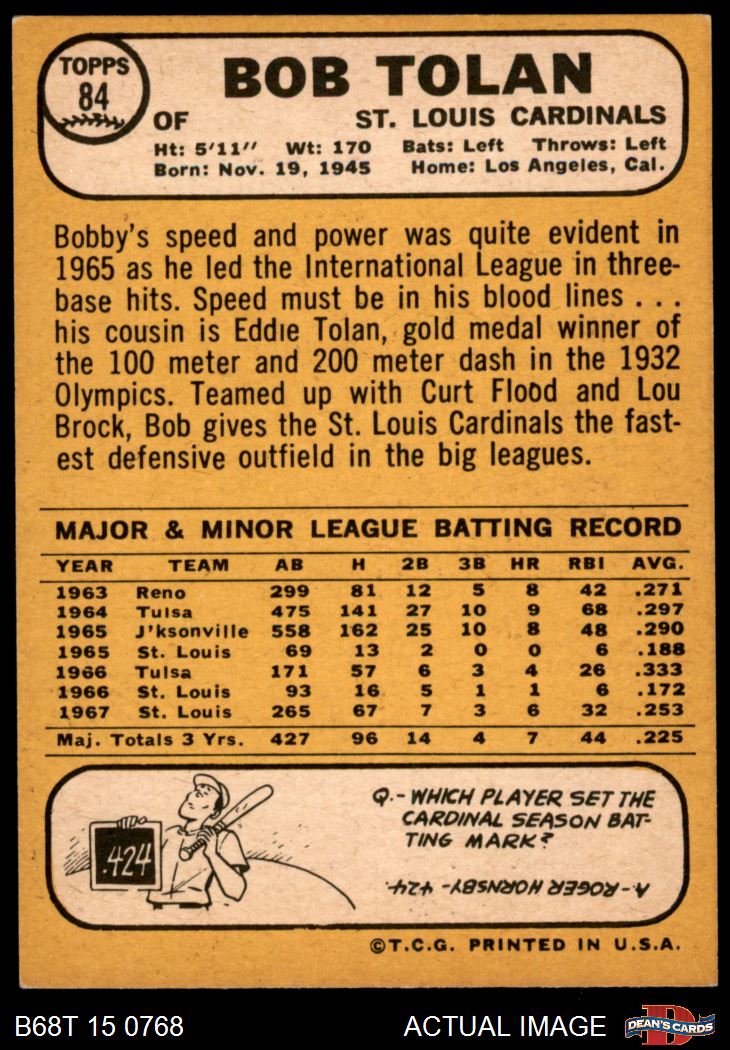 TOPPS
84
BOB TOLAN
OF ST. LOUIS CARDINALS
Ht: 5'11" Wt: 170 Bats: Left Throws: Left
Born: Nov. 19, 1945 Home: Los Angeles, Cal.
Bobby's speed and power was quite evident in
1965 as he led the International League in three-
base hits. Speed must be in his blood lines . . .
his cousin is Eddie Tolan, gold medal winner of
the 100 meter and 200 meter dash in the 1932
Olympics. Teamed up with Curt Flood and Lou
Brock, Bob gives the St. Louis Cardinals the fast-
est defensive outfield in the big leagues.
MAJOR & MINOR LEAGUE BATTING RECORD
YEAR TEAM AB H 2B 3B HR RBI AVG.
1963 Reno 299 81 12 5 8 42 .271
1964 Tulsa 475 141 27 10 9 68 .297
1965 J'ksonville 558 162 25 10 8 48 .290
1965 St. Louis 69 13 2 0 0 6 .188
1966 Tulsa 171 57 6 3 4 26 .333
1966 St. Louis 93 16 5 1 1 6 .172
1967 St. Louis 265 67 7 3 6 32 .253
Maj. Totals 3 Yrs. 427 96 14 4 7 44 .225
.424
Q.- WHICH PLAYER SET THE
CARDINAL SEASON BAT-
TING MARK?
A.- ROGER HORNSBY - 424.
©T.C.G. PRINTED IN U.S.A.
B68T 15 0768 ACTUAL IMAGE
D
DEAN'S CARDS